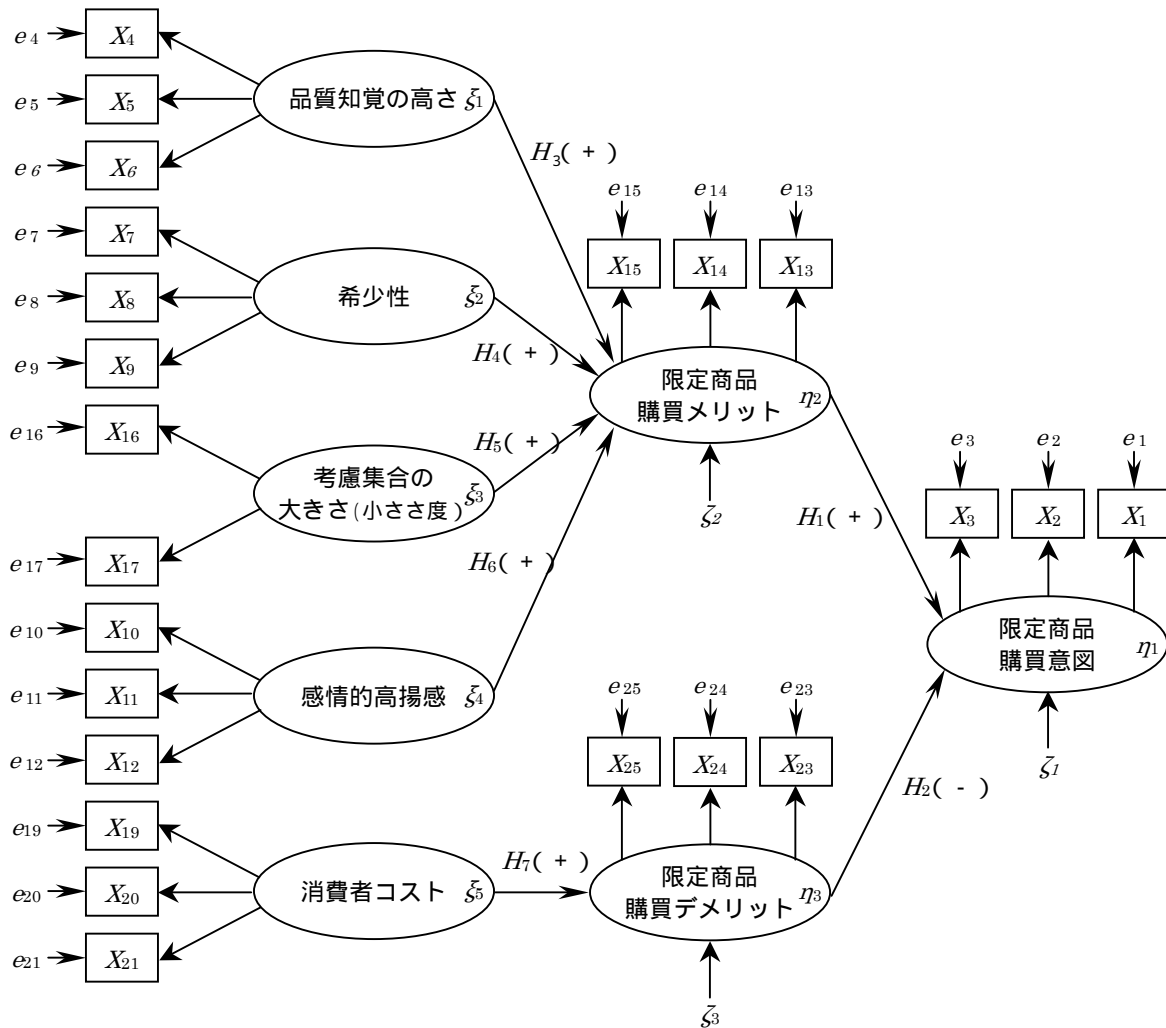 e4
X4
e5
X5
e6
X6
品質知覚の高さ ξ1
H3( + )
e7
X7
e8
X8
e9
X9
希少性 ξ2
H4( + )
e15 e14 e13
X15 X14 X13
限定商品
購買メリット η2
ζ2
e16
X16
e17
X17
考慮集合の
大きさ(小ささ度) ξ3
H5( + )
H6( + )
H1( + )
e3 e2 e1
X3 X2 X1
限定商品
購買意図 η1
ζ1
e10
X10
e11
X11
e12
X12
感情的高揚感 ξ4
e25 e24 e23
X25 X24 X23
H2( - )
e19
X19
e20
X20
e21
X21
消費者コスト ξ5
H7( + )
限定商品
購買デメリット η3
ζ3